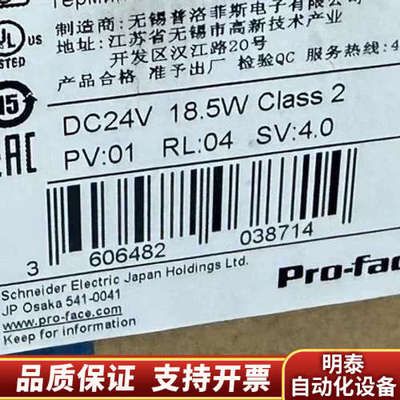 制造商:无锡普洛菲斯电子有限公
地址:江苏省无锡市高新技术产业
开发区汉江路20号
产品合格 准予出厂 检验QC 服务热线:4
DC24V 18.5W Class 2
PV:01 RL:04 SV:4.0
3 606482 038714
Schneider Electric Japan Holdings Ltd.
JP Osaka 541-0041
www.pro-face.com
Keep for information
Pro-face
品质保证 支持开票
明泰
自动化设备